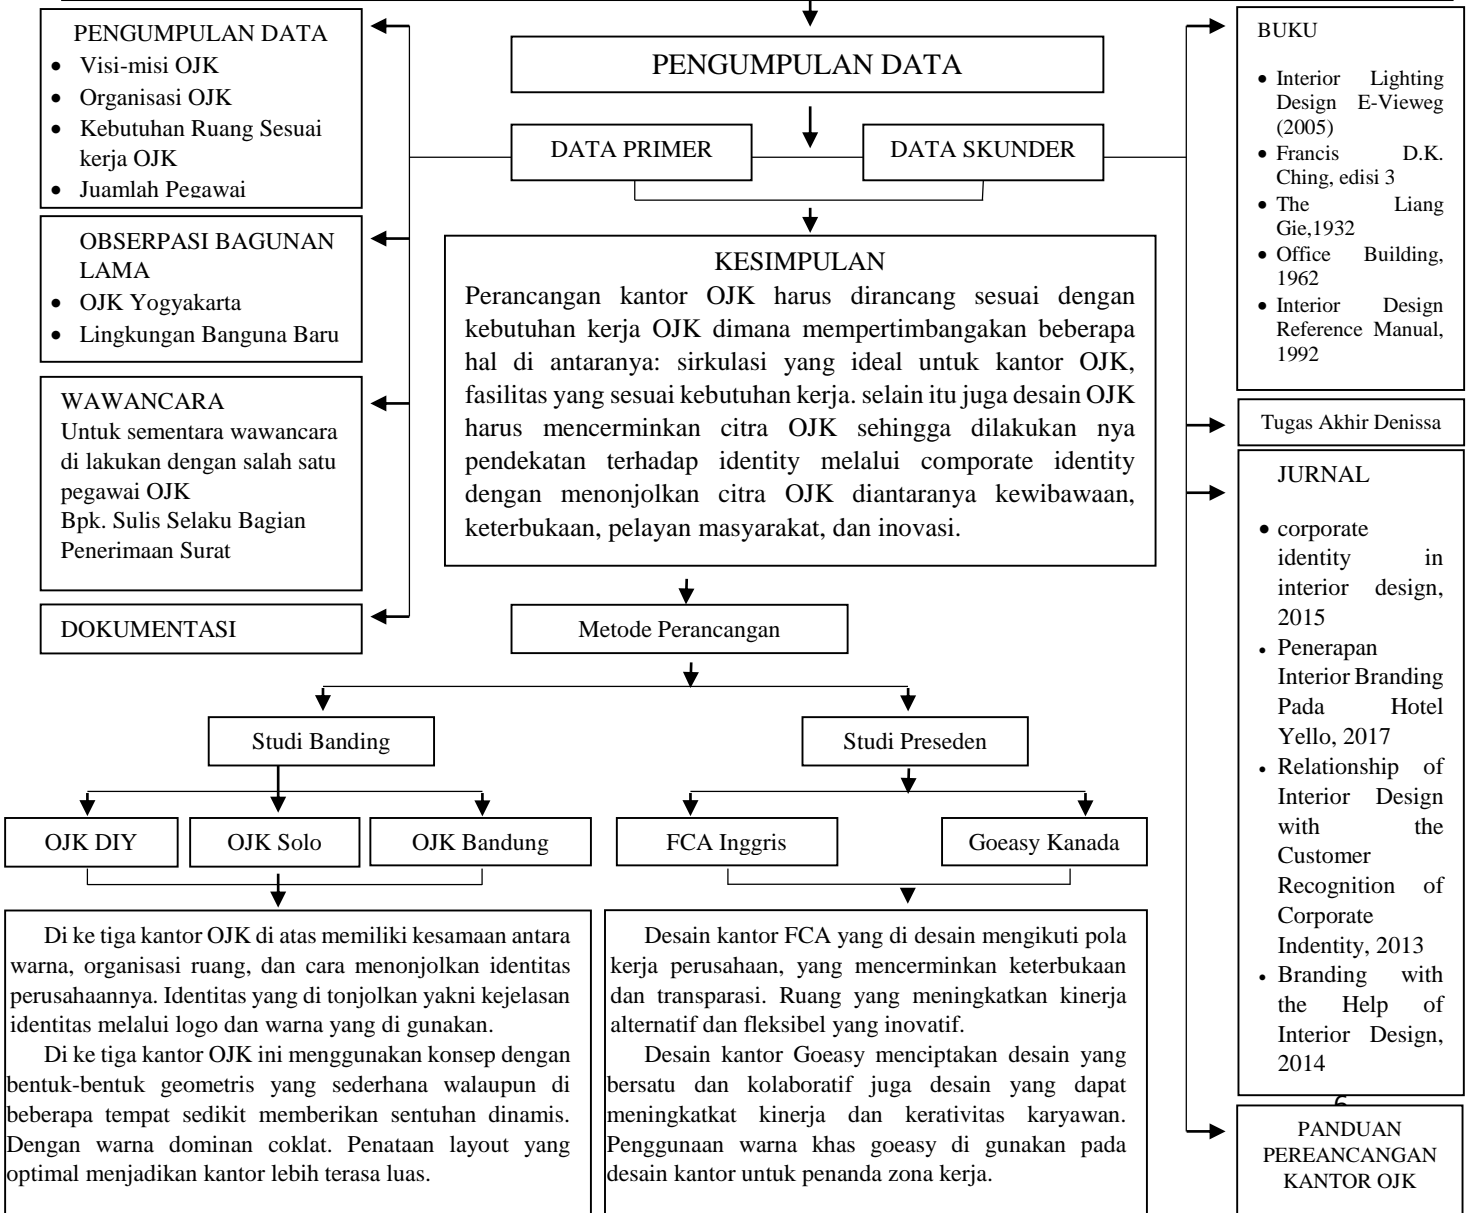 PENGUMPULAN DATA
• Visi-misi OJK
• Organisasi OJK
• Kebutuhan Ruang Sesuai
kerja OJK
• Juamlah Pegawai
OBSERPASI BAGUNAN
LAMA
• OJK Yogyakarta
• Lingkungan Banguna Baru
WAWANCARA
Untuk sementara wawancara
di lakukan dengan salah satu
pegawai OJK
Bpk. Sulis Selaku Bagian
Penerimaan Surat
DOKUMENTASI
PENGUMPULAN DATA
DATA PRIMER
DATA SKUNDER
KESIMPULAN
Perancangan kantor OJK harus dirancang sesuai dengan
kebutuhan kerja OJK dimana mempertimbangakan beberapa
hal di antaranya: sirkulasi yang ideal untuk kantor OJK,
fasilitas yang sesuai kebutuhan kerja. selain itu juga desain OJK
harus mencerminkan citra OJK sehingga dilakukan nya
pendekatan terhadap identity melalui comporate identity
dengan menonjolkan citra OJK diantaranya kewibawaan,
keterbukaan, pelayan masyarakat, dan inovasi.
Metode Perancangan
Studi Banding
Studi Preseden
OJK DIY
OJK Solo
OJK Bandung
FCA Inggris
Goeasy Kanada
Di ke tiga kantor OJK di atas memiliki kesamaan antara
warna, organisasi ruang, dan cara menonjolkan identitas
perusahaannya. Identitas yang di tonjolkan yakni kejelasan
identitas melalui logo dan warna yang di gunakan.
Di ke tiga kantor OJK ini menggunakan konsep dengan
bentuk-bentuk geometris yang sederhana walaupun di
beberapa tempat sedikit memberikan sentuhan dinamis.
Dengan warna dominan coklat. Penataan layout yang
optimal menjadikan kantor lebih terasa luas.
Desain kantor FCA yang di desain mengikuti pola
kerja perusahaan, yang mencerminkan keterbukaan
dan transparasi. Ruang yang meningkatkan kinerja
alternatif dan fleksibel yang inovatif.
Desain kantor Goeasy menciptakan desain yang
bersatu dan kolaboratif juga desain yang dapat
meningkatkat kinerja dan kerativitas karyawan.
Penggunaan warna khas goeasy di gunakan pada
desain kantor untuk penanda zona kerja.
BUKU
• Interior Lighting
Design E-Vieweg
(2005)
• Francis D.K.
Ching, edisi 3
• The Liang
Gie,1932
• Office Building,
1962
• Interior Design
Reference Manual,
1992
Tugas Akhir Denissa
JURNAL
• corporate
identity in
interior design,
2015
• Penerapan
Interior Branding
Pada Hotel
Yello, 2017
• Relationship of
Interior Design
with the
Customer
Recognition of
Corporate
Indentity, 2013
• Branding with
the Help of
Interior Design,
2014
PANDUAN
PEREANCANGAN
KANTOR OJK